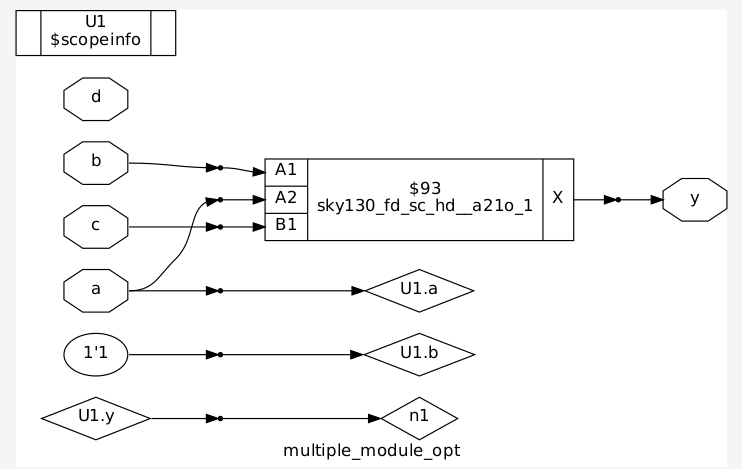 U1
$scopeinfo
d
b
c
a
1'1
U1.y
A1
A2
B1
$93
sky130_fd_sc_hd__a21o_1
X
y
U1.a
U1.b
n1
multiple_module_opt